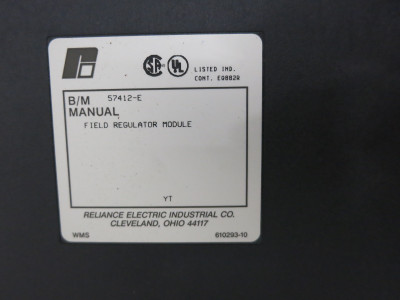 LISTED IND.
CONT. EQ882R
B/M 57412-E
MANUAL
FIELD REGULATOR MODULE
YT
RELIANCE ELECTRIC INDUSTRIAL CO.
CLEVELAND, OHIO 44117
WMS 610293-10